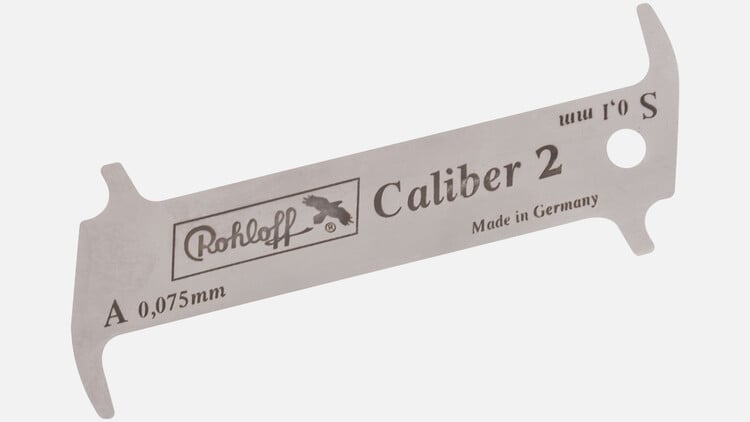 Rohloff ®
Caliber 2
Made in Germany
A 0,075mm
S 0,1 mm